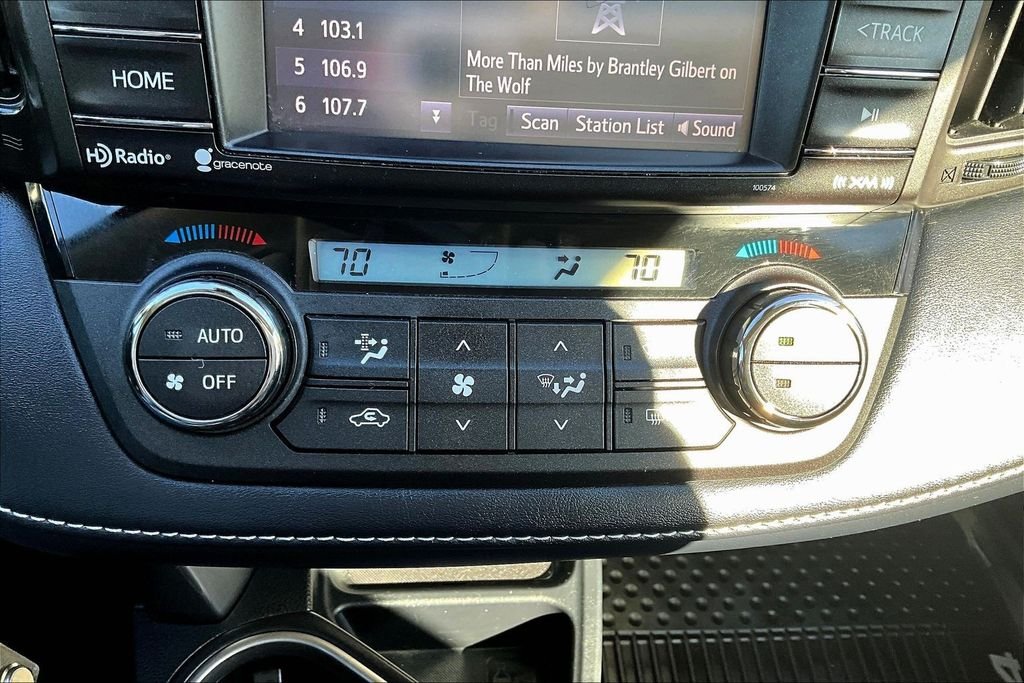 4 103.1
<TRACK
5 106.9
More Than Miles by Brantley Gilbert on
The Wolf
HOME
6 107.7
Tag Scan Station List Sound
HD Radio®
gracenote
100574
((XM))
70 70
AUTO
OFF